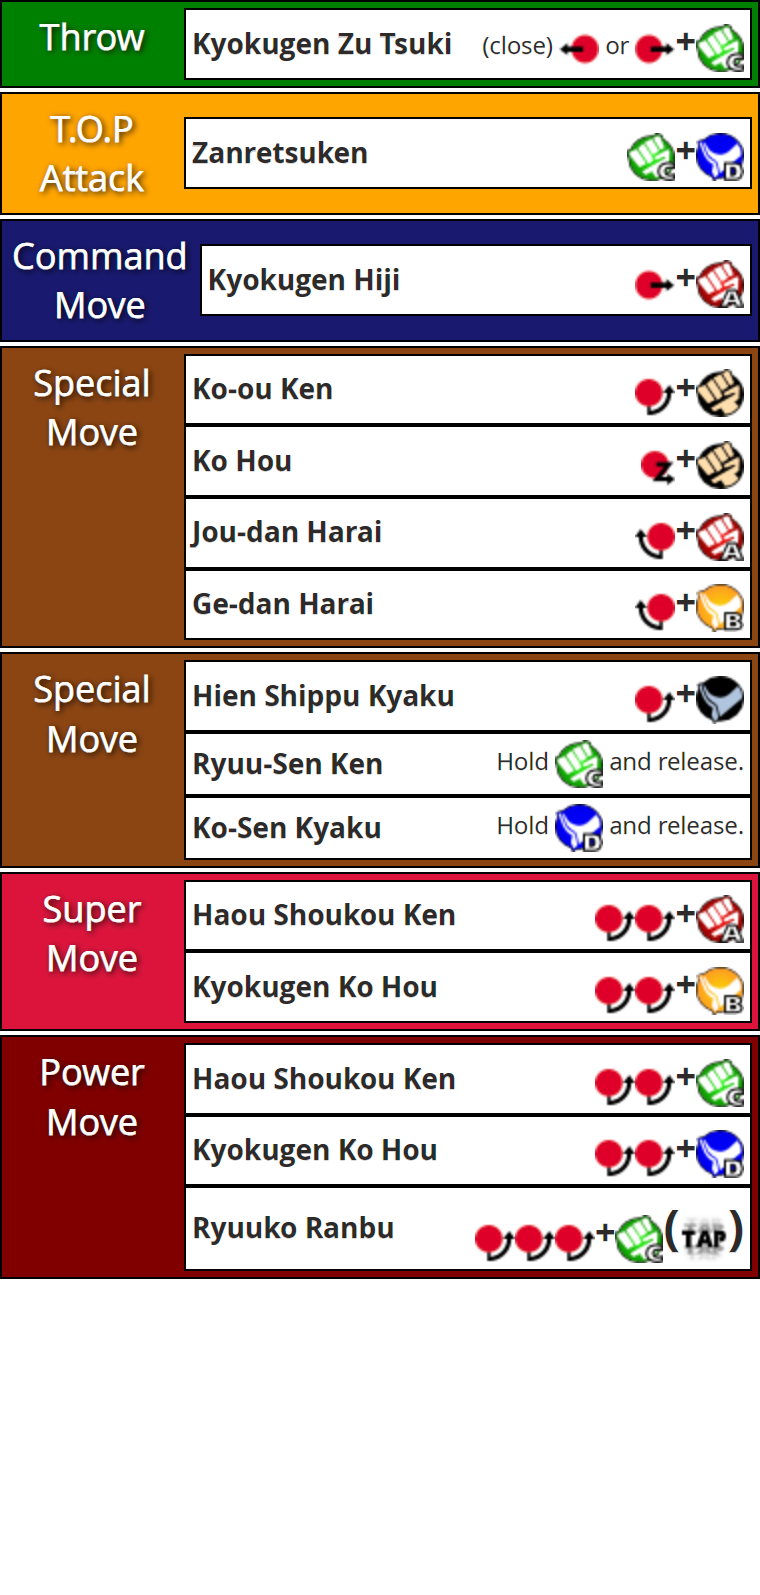 Throw
Kyokugen Zu Tsuki (close) or + C
T.O.P
Attack
Zanretsuken C + D
Command
Move
Kyokugen Hiji + A
Special
Move
Ko-ou Ken +
Ko Hou Z +
Jou-dan Harai + A
Ge-dan Harai + B
Special
Move
Hien Shippu Kyaku +
Ryuu-Sen Ken Hold C and release.
Ko-Sen Kyaku Hold D and release.
Super
Move
Haou Shoukou Ken + A
Kyokugen Ko Hou + B
Power
Move
Haou Shoukou Ken + C
Kyokugen Ko Hou + D
Ryuuko Ranbu + C (TAP)